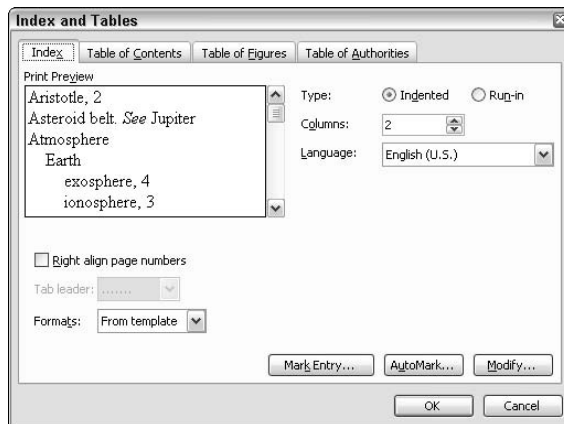 Index and Tables
Index Table of Contents Table of Figures Table of Authorities
Print Preview
Aristotle, 2
Asteroid belt. See Jupiter
Atmosphere
Earth
exosphere, 4
ionosphere, 3
Type: Indented Run-in
Columns: 2
Language: English (U.S.)
Right align page numbers
Tab leader: .......
Formats: From template
Mark Entry... AutoMark... Modify...
OK Cancel